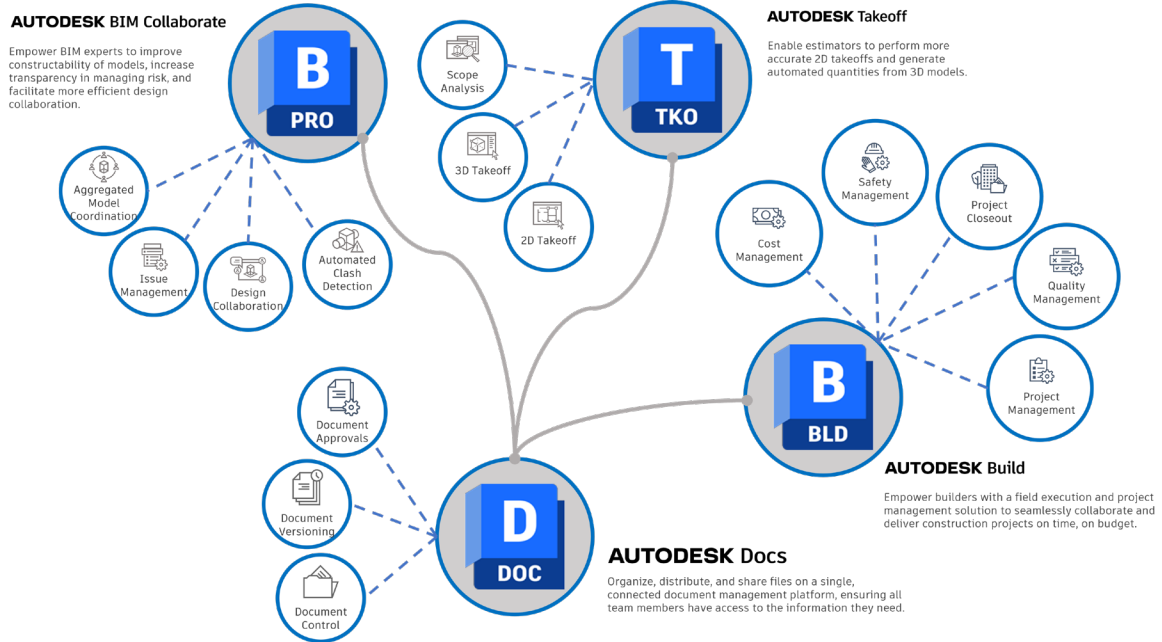 AUTODESK BIM Collaborate
Empower BIM experts to improve
constructability of models, increase
transparency in managing risk, and
facilitate more efficient design
collaboration.
B
PRO
Aggregated
Model
Coordination
Issue
Management
Design
Collaboration
Automated
Clash
Detection
AUTODESK Takeoff
Enable estimators to perform more
accurate 2D takeoffs and generate
automated quantities from 3D models.
T
TKO
Scope
Analysis
3D Takeoff
2D Takeoff
Cost
Management
Safety
Management
Project
Closeout
Quality
Management
Project
Management
B
BLD
AUTODESK Build
Empower builders with a field execution and project
management solution to seamlessly collaborate and
deliver construction projects on time, on budget.
Document
Approvals
Document
Versioning
Document
Control
D
DOC
AUTODESK Docs
Organize, distribute, and share files on a single,
connected document management platform, ensuring all
team members have access to the information they need.